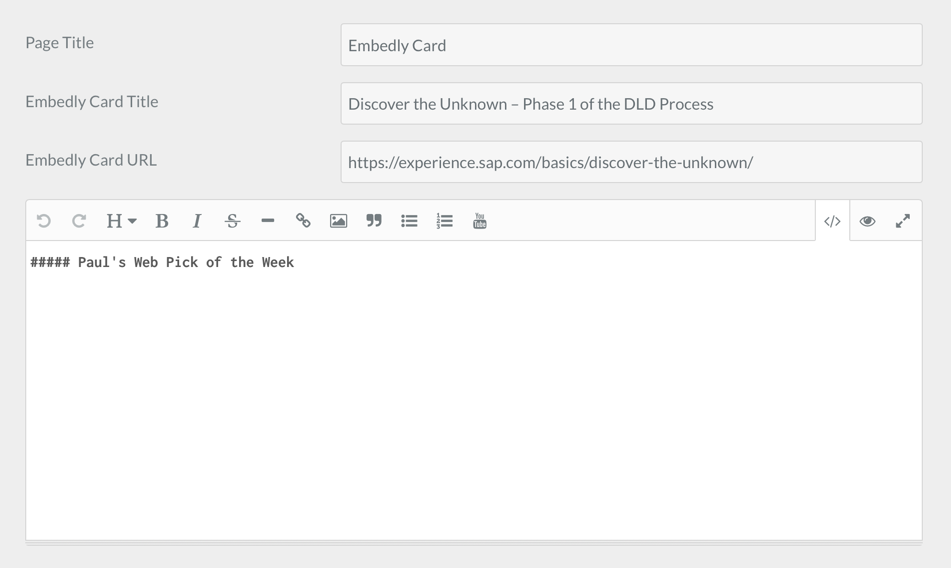 Page Title
Embedly Card
Embedly Card Title
Discover the Unknown – Phase 1 of the DLD Process
Embedly Card URL
https://experience.sap.com/basics/discover-the-unknown/
H B I S You Tube </>
##### Paul's Web Pick of the Week